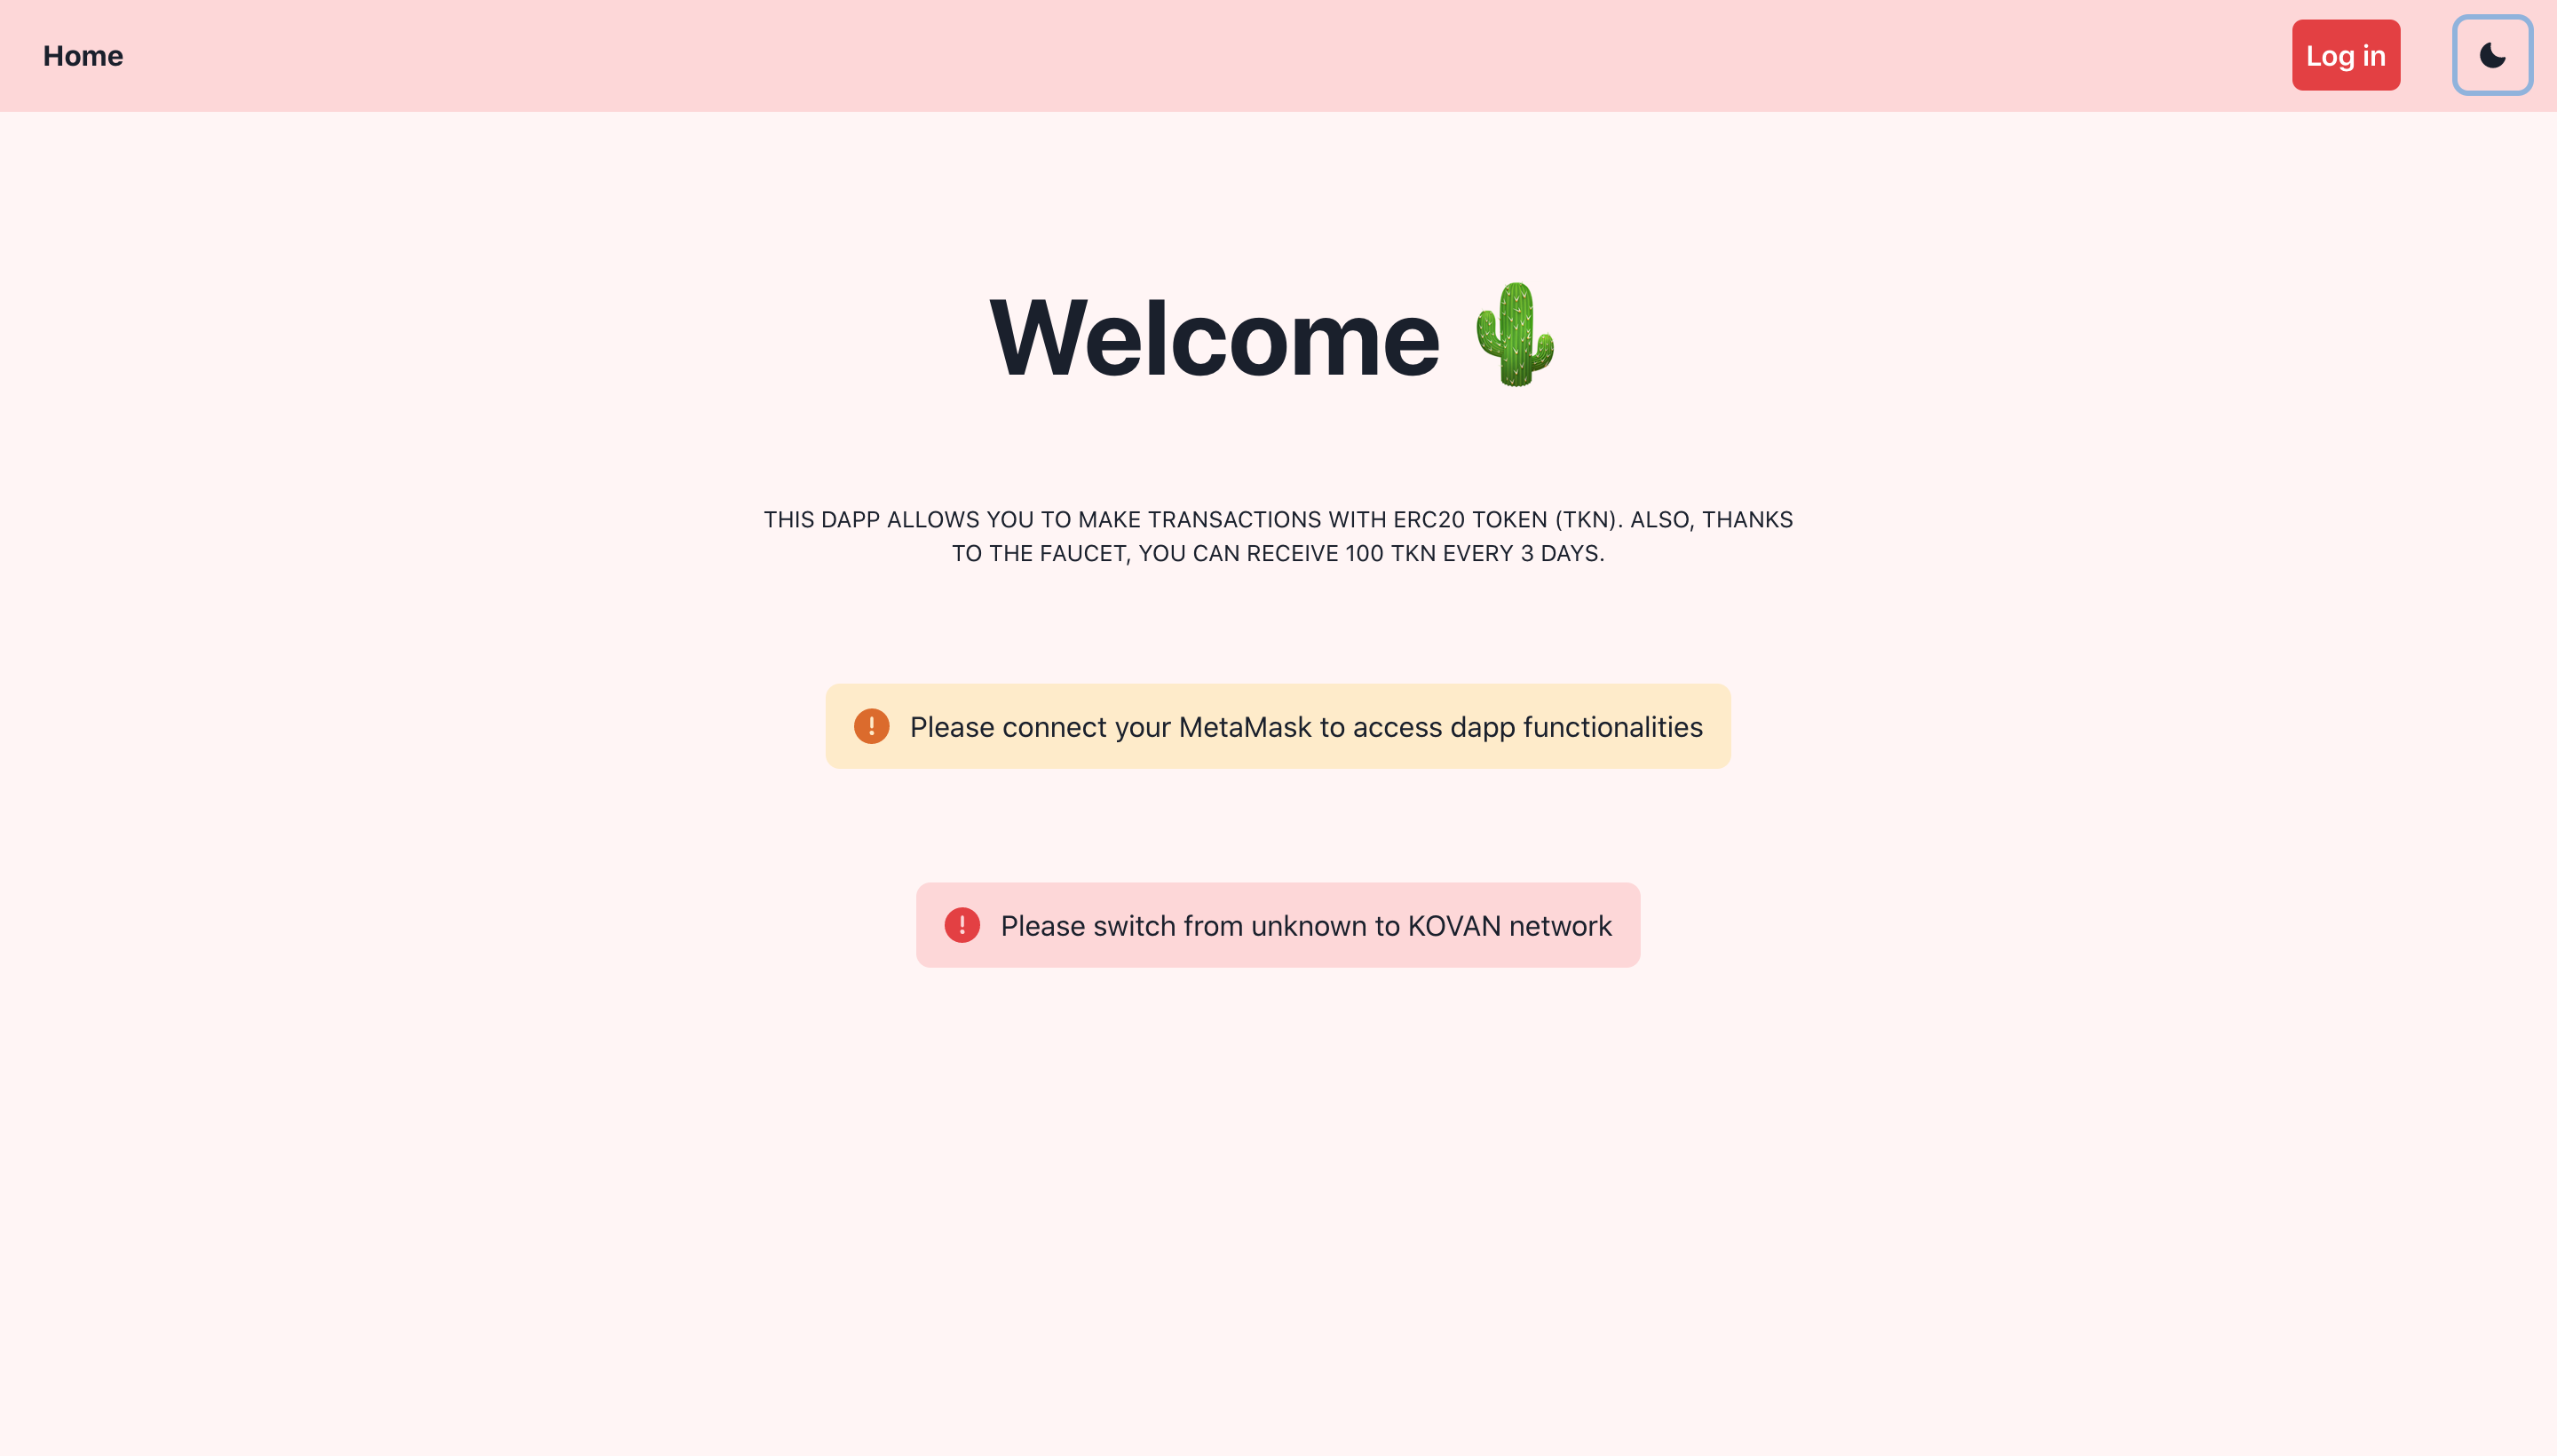 Home
Log in
Welcome 🌵
THIS DAPP ALLOWS YOU TO MAKE TRANSACTIONS WITH ERC20 TOKEN (TKN). ALSO, THANKS
TO THE FAUCET, YOU CAN RECEIVE 100 TKN EVERY 3 DAYS.
Please connect your MetaMask to access dapp functionalities
Please switch from unknown to KOVAN network